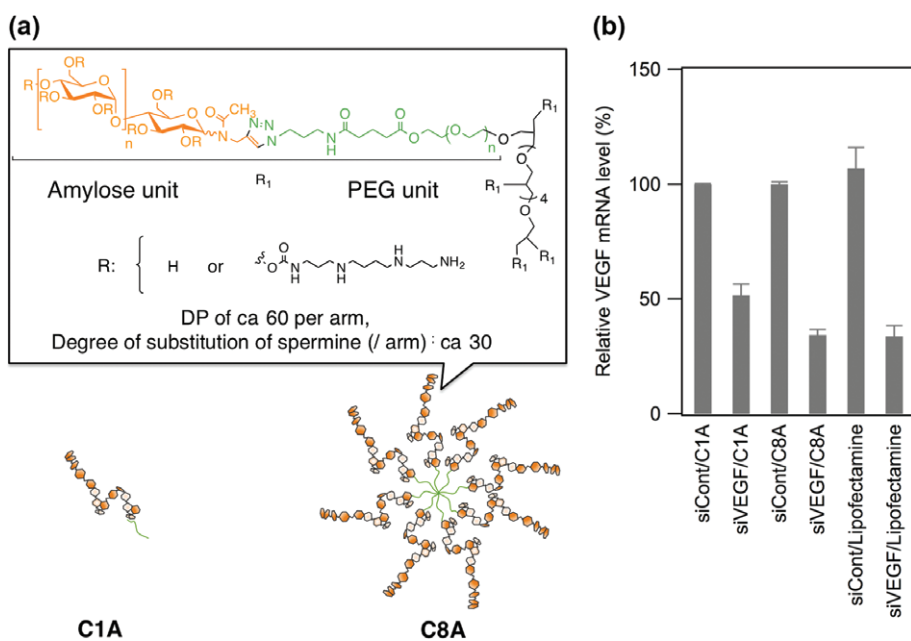 (a)
RO
OR
O
RO
OR
O
n
RO
RO
OR
O
OR
N
O
CH3
N=N
N
N
H
O
O
O
O
n
O
R1
O
R1
O
4
O
R1
R1
Amylose unit
R1
PEG unit
R: { H or O O N H N H N H NH2
DP of ca 60 per arm,
Degree of substitution of spermine (/ arm) : ca 30
C1A
C8A
(b)
Relative VEGF mRNA level (%)
150
100
50
0
siCont/C1A
siVEGF/C1A
siCont/C8A
siVEGF/C8A
siCont/Lipofectamine
siVEGF/Lipofectamine